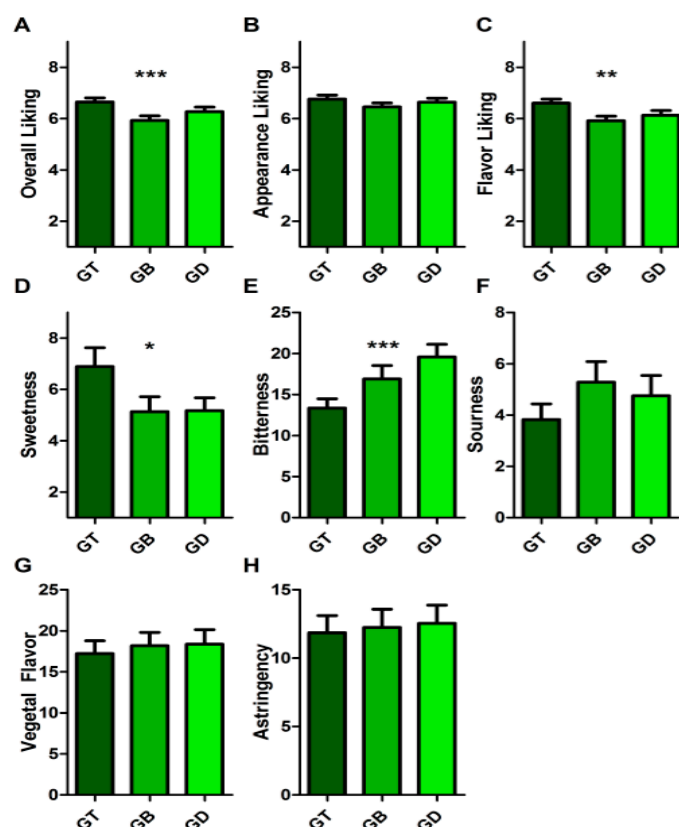 A
Overall Liking
8
6
4
2
***
GT
GB
GD
B
Appearance Liking
8
6
4
2
GT
GB
GD
C
Flavor Liking
8
6
4
2
**
GT
GB
GD
D
Sweetness
8
6
4
2
*
GT
GB
GD
E
Bitterness
25
20
15
10
5
0
***
GT
GB
GD
F
Sourness
8
6
4
2
0
GT
GB
GD
G
Vegetal Flavor
25
20
15
10
5
0
GT
GB
GD
H
Astringency
15
10
5
0
GT
GB
GD